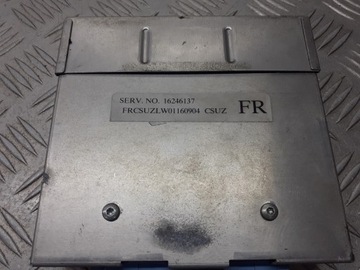 SERV. NO. 16246137
FRCSUZLW01160904 CSUZ FR